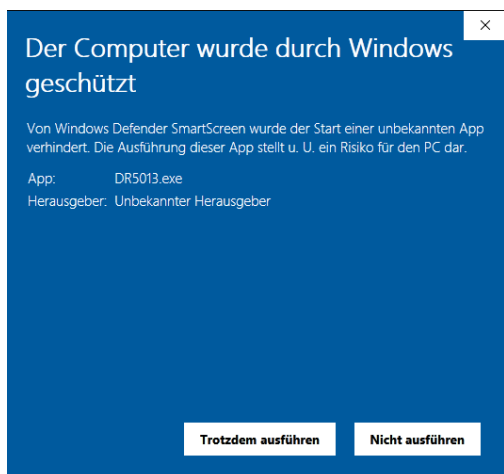 Der Computer wurde durch Windows
geschützt
Von Windows Defender SmartScreen wurde der Start einer unbekannten App
verhindert. Die Ausführung dieser App stellt u. U. ein Risiko für den PC dar.
App: DR5013.exe
Herausgeber: Unbekannter Herausgeber
Trotzdem ausführen Nicht ausführen